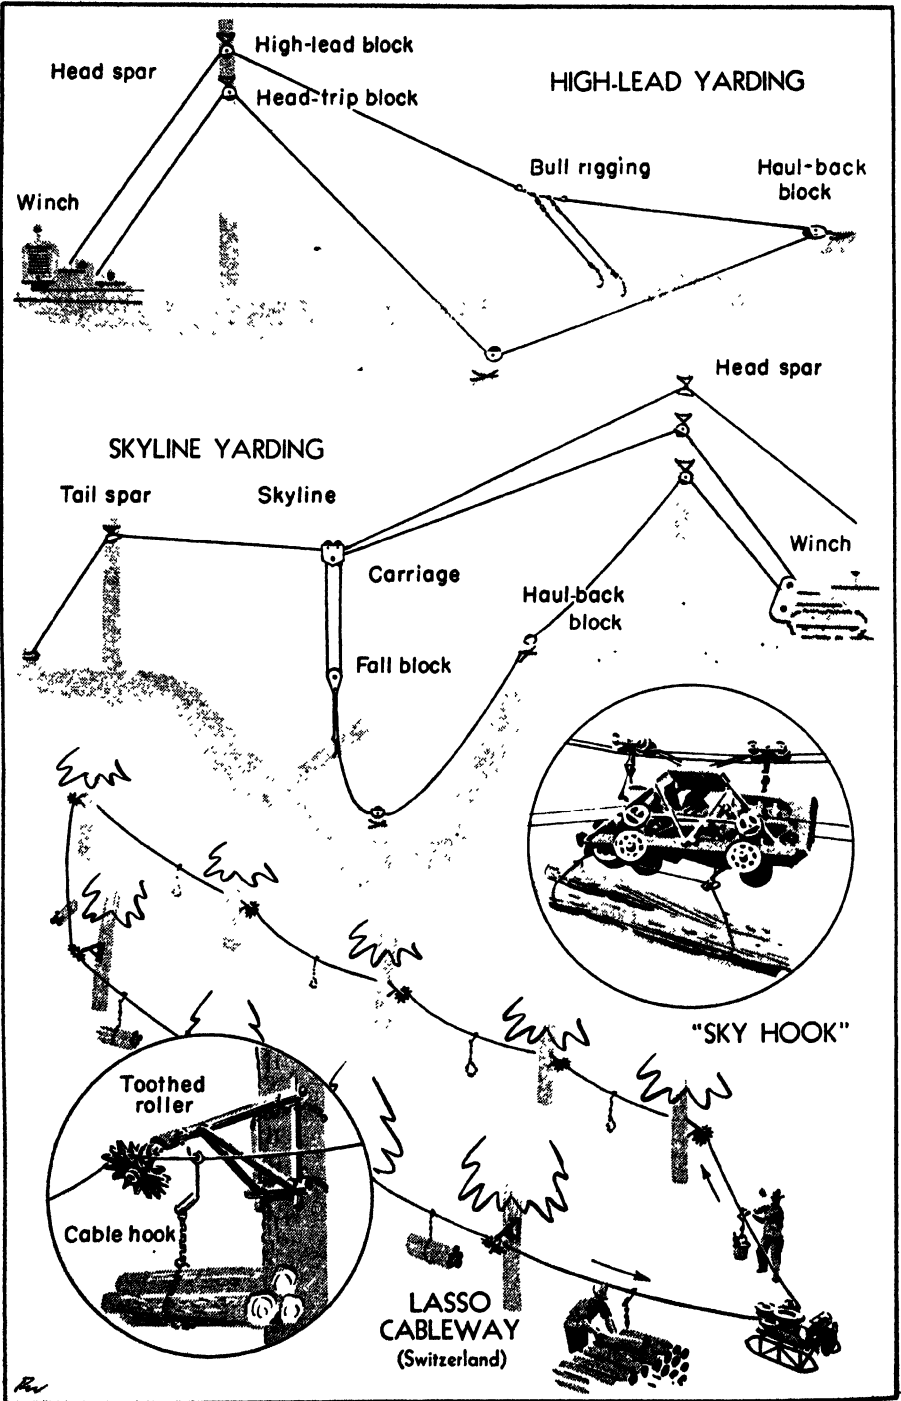 High-lead block
Head spar
HIGH-LEAD YARDING
Head-trip block
Bull rigging
Haul-back
block
Winch
Head spar
SKYLINE YARDING
Tail spar
Skyline
Winch
Carriage
Haul-back
block
Fall block
"SKY HOOK"
Toothed
roller
Cable hook
LASSO
CABLEWAY
(Switzerland)